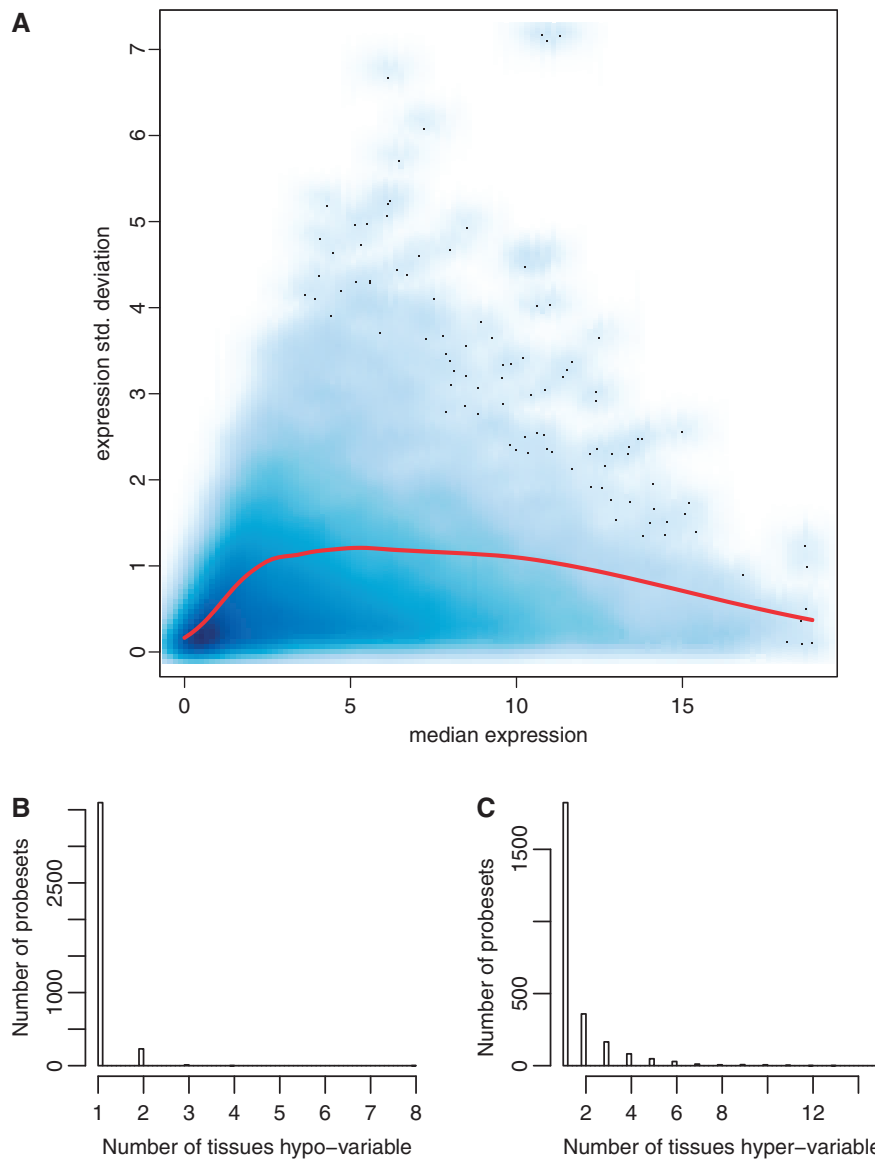 A
7
6
5
4
3
2
1
0
expression std. deviation
0 5 10 15
median expression
B
2500
1000
0
Number of probesets
1 2 3 4 5 6 7 8
Number of tissues hypo−variable
C
1500
500
0
Number of probesets
2 4 6 8 12
Number of tissues hyper−variable